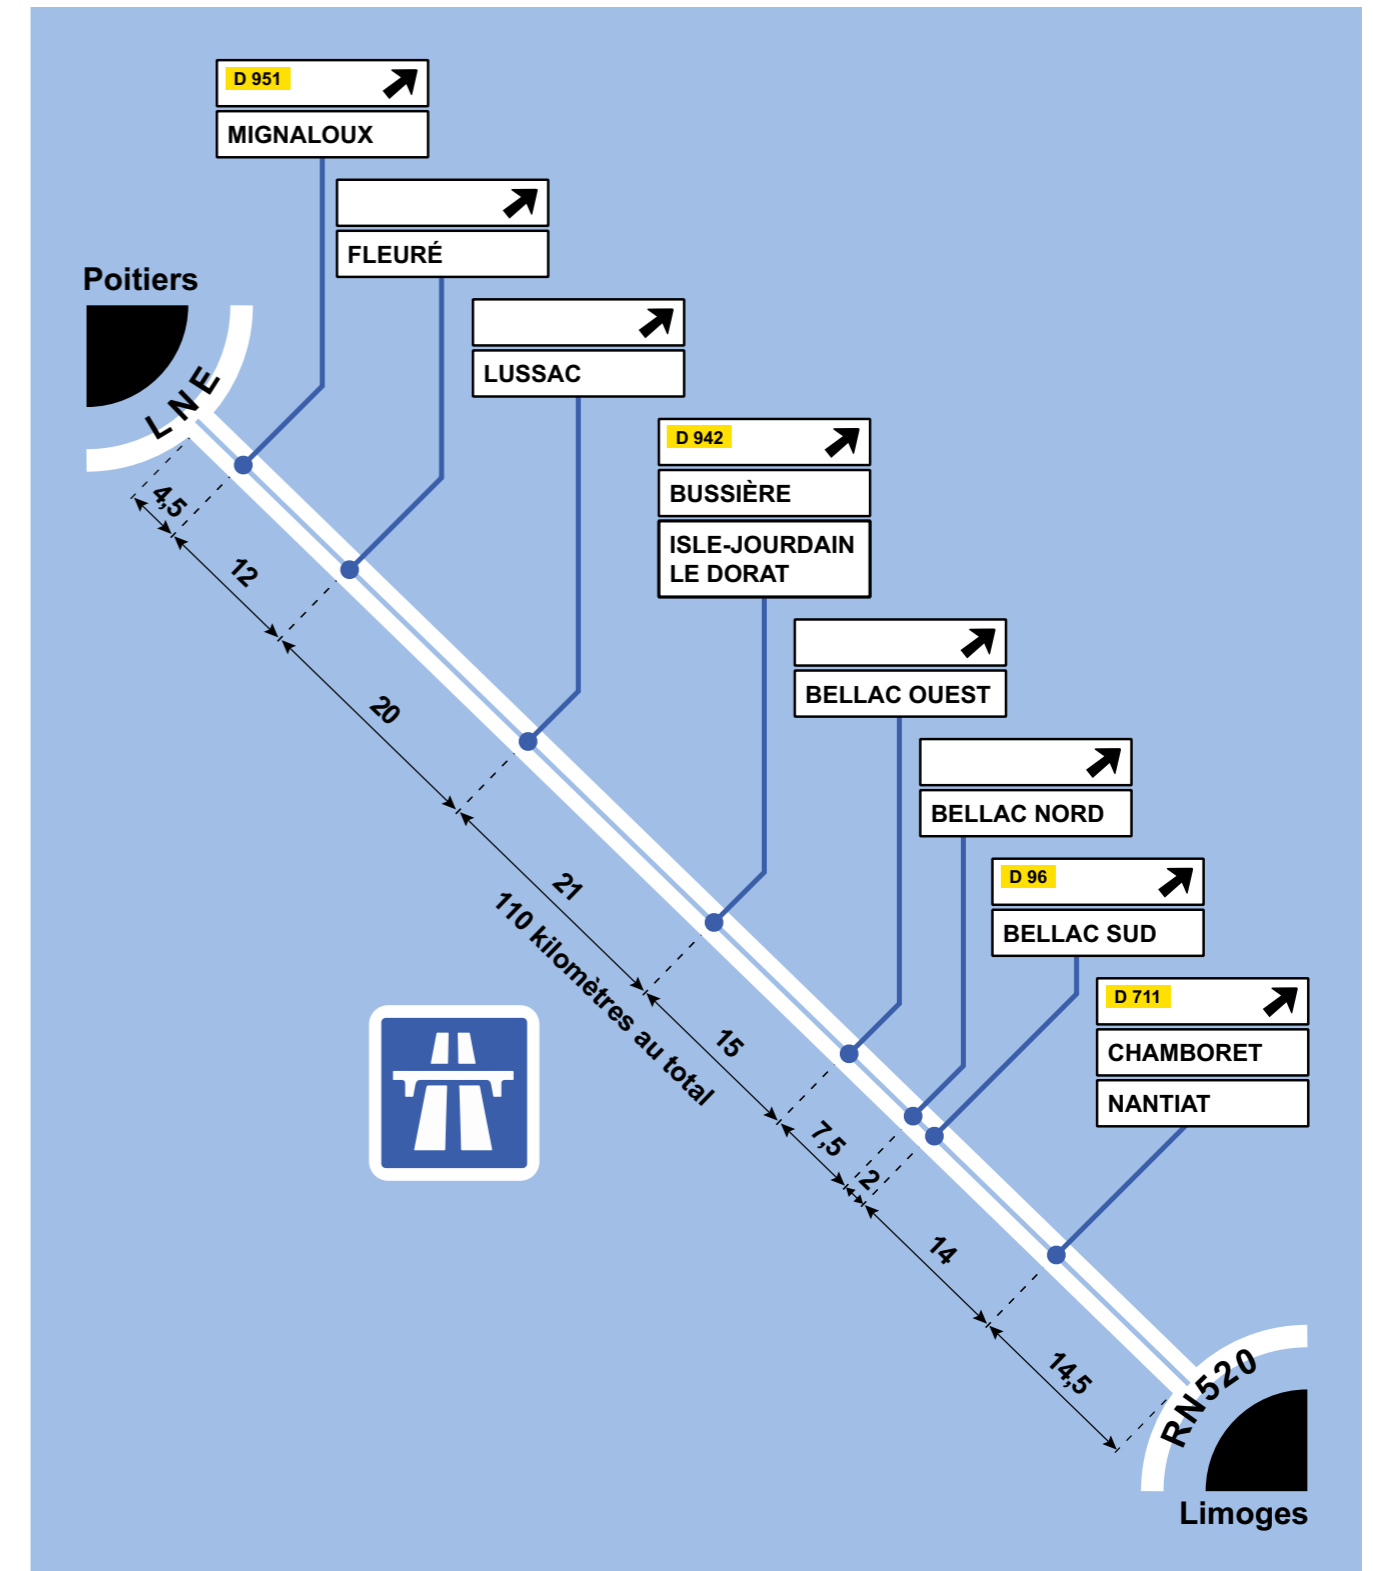 D 951
MIGNALOUX
FLEURÉ
Poitiers
LNE
LUSSAC
D 942
BUSSIÈRE
ISLE-JOURDAIN
LE DORAT
4,5
12
BELLAC OUEST
20
BELLAC NORD
D 96
BELLAC SUD
21
110 kilomètres au total
D 711
CHAMBORET
NANTIAT
15
7,5
2
14
14,5
RN520
Limoges